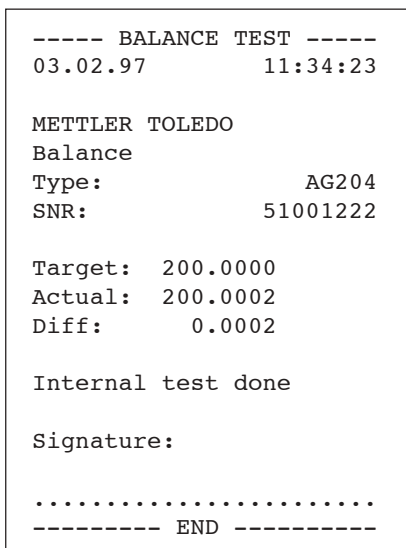 ----- BALANCE TEST -----
03.02.97 11:34:23
METTLER TOLEDO
Balance
Type: AG204
SNR: 51001222
Target: 200.0000
Actual: 200.0002
Diff: 0.0002
Internal test done
Signature:
........................
--------- END ----------